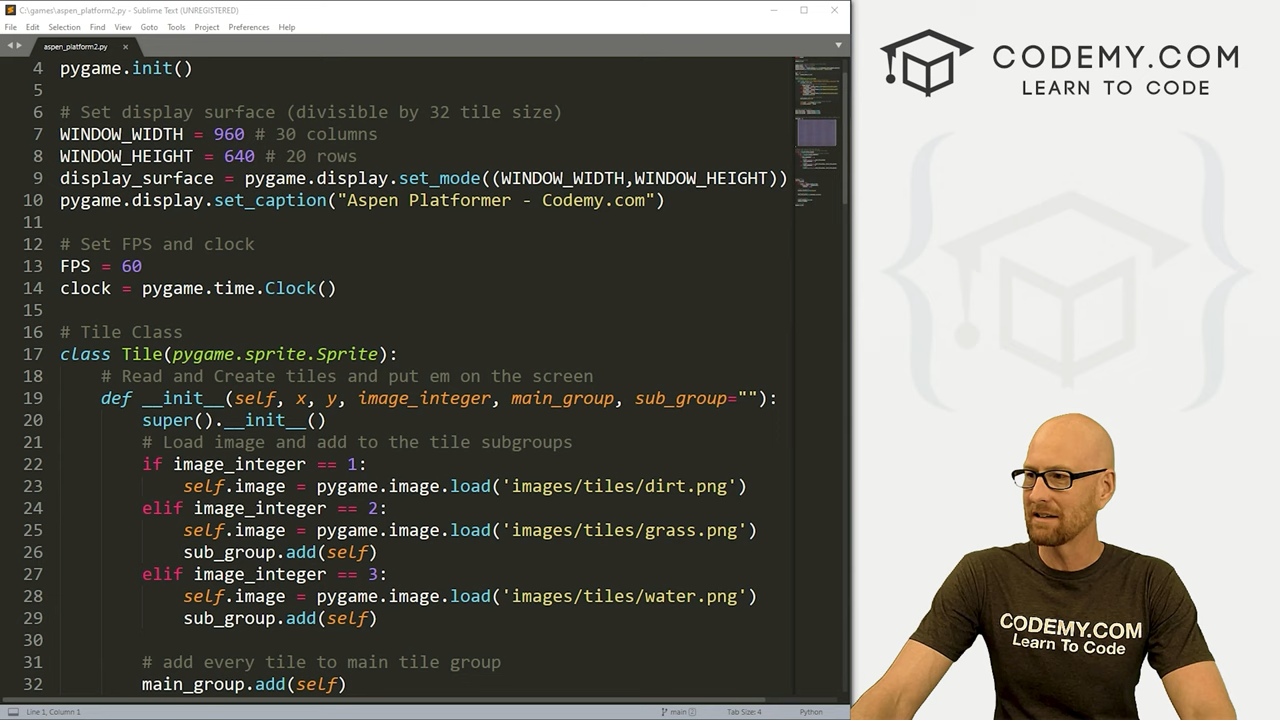 C:\games\aspen_platform2.py - Sublime Text (UNREGISTERED)
File Edit Selection Find View Goto Tools Project Preferences Help
aspen_platform2.py
4 pygame.init()
5
6 # Set display surface (divisible by 32 tile size)
7 WINDOW_WIDTH = 960 # 30 columns
8 WINDOW_HEIGHT = 640 # 20 rows
9 display_surface = pygame.display.set_mode((WINDOW_WIDTH,WINDOW_HEIGHT))
10 pygame.display.set_caption("Aspen Platformer - Codemy.com")
11
12 # Set FPS and clock
13 FPS = 60
14 clock = pygame.time.Clock()
15
16 # Tile Class
17 class Tile(pygame.sprite.Sprite):
18 # Read and Create tiles and put em on the screen
19 def __init__(self, x, y, image_integer, main_group, sub_group=""):
20 super().__init__()
21 # Load image and add to the tile subgroups
22 if image_integer == 1:
23 self.image = pygame.image.load('images/tiles/dirt.png')
24 elif image_integer == 2:
25 self.image = pygame.image.load('images/tiles/grass.png')
26 sub_group.add(self)
27 elif image_integer == 3:
28 self.image = pygame.image.load('images/tiles/water.png')
29 sub_group.add(self)
30
31 # add every tile to main tile group
32 main_group.add(self)
Line 1, Column 1
main
Tab Size: 4
Python
CODEMY.COM
LEARN TO CODE
CODEMY.COM
Learn To Code